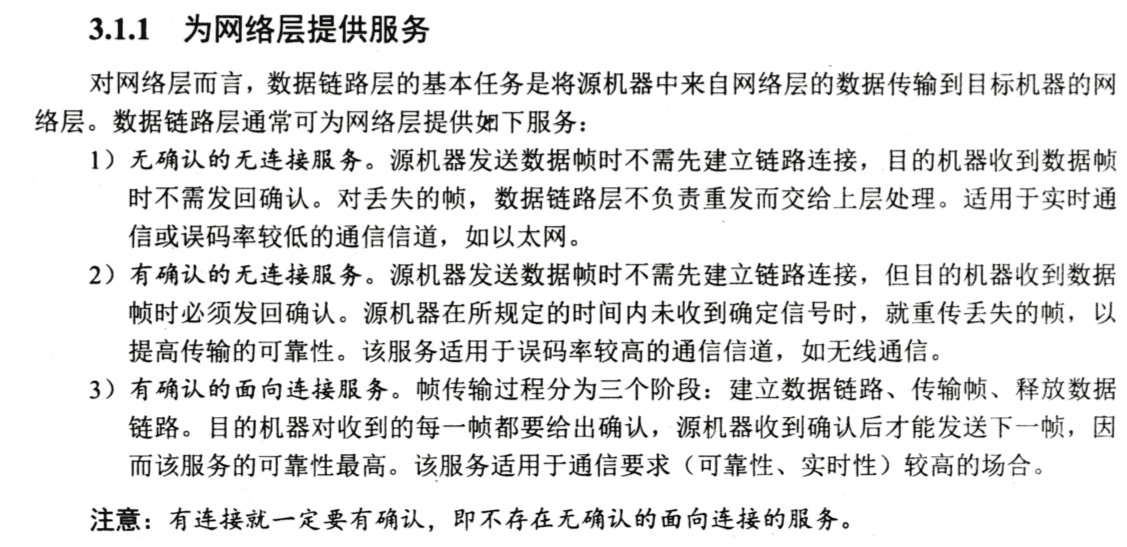 3.1.1 为网络层提供服务
对网络层而言，数据链路层的基本任务是将源机器中来自网络层的数据传输到目标机器的网
络层。数据链路层通常可为网络层提供如下服务：
1）无确认的无连接服务。源机器发送数据帧时不需先建立链路连接，目的机器收到数据帧
时不需发回确认。对丢失的帧，数据链路层不负责重发而交给上层处理。适用于实时通
信或误码率较低的通信信道，如以太网。
2）有确认的无连接服务。源机器发送数据帧时不需先建立链路连接，但目的机器收到数据
帧时必须发回确认。源机器在所规定的时间内未收到确定信号时，就重传丢失的帧，以
提高传输的可靠性。该服务适用于误码率较高的通信信道，如无线通信。
3）有确认的面向连接服务。帧传输过程分为三个阶段：建立数据链路、传输帧、释放数据
链路。目的机器对收到的每一帧都要给出确认，源机器收到确认后才能发送下一帧，因
而该服务的可靠性最高。该服务适用于通信要求（可靠性、实时性）较高的场合。
注意：有连接就一定要有确认，即不存在无确认的面向连接的服务。